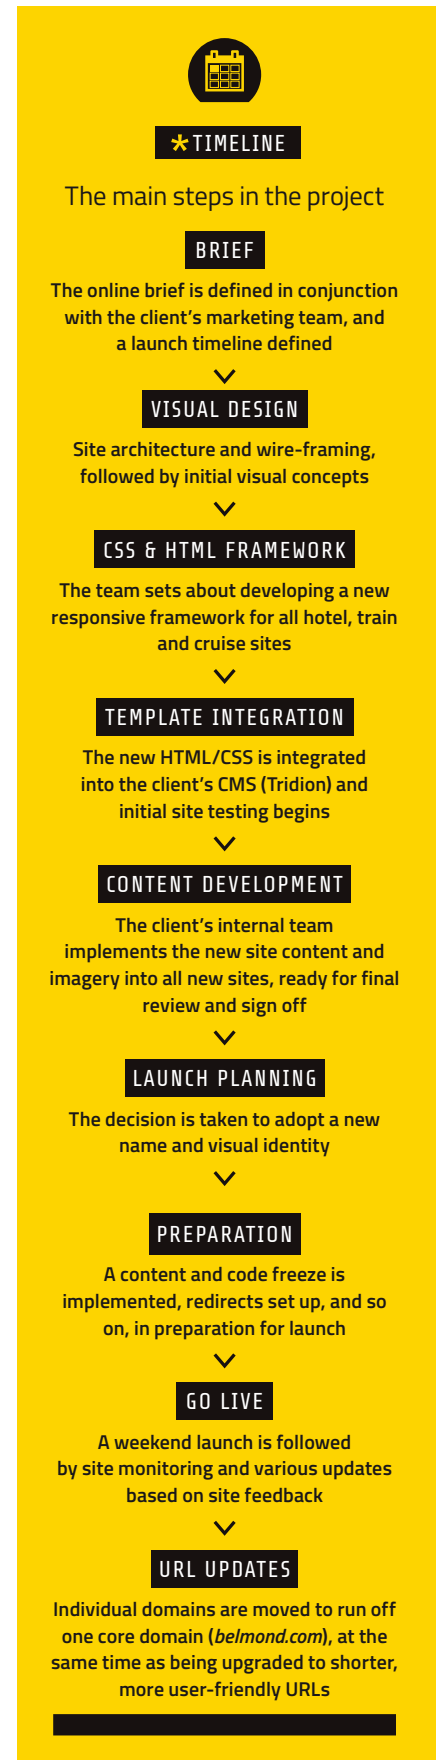 *TIMELINE
The main steps in the project
BRIEF
The online brief is defined in conjunction
with the client’s marketing team, and
a launch timeline defined
VISUAL DESIGN
Site architecture and wire-framing,
followed by initial visual concepts
CSS & HTML FRAMEWORK
The team sets about developing a new
responsive framework for all hotel, train
and cruise sites
TEMPLATE INTEGRATION
The new HTML/CSS is integrated
into the client’s CMS (Tridion) and
initial site testing begins
CONTENT DEVELOPMENT
The client’s internal team
implements the new site content and
imagery into all new sites, ready for final
review and sign off
LAUNCH PLANNING
The decision is taken to adopt a new
name and visual identity
PREPARATION
A content and code freeze is
implemented, redirects set up, and so
on, in preparation for launch
GO LIVE
A weekend launch is followed
by site monitoring and various updates
based on site feedback
URL UPDATES
Individual domains are moved to run off
one core domain (belmond.com), at the
same time as being upgraded to shorter,
more user-friendly URLs